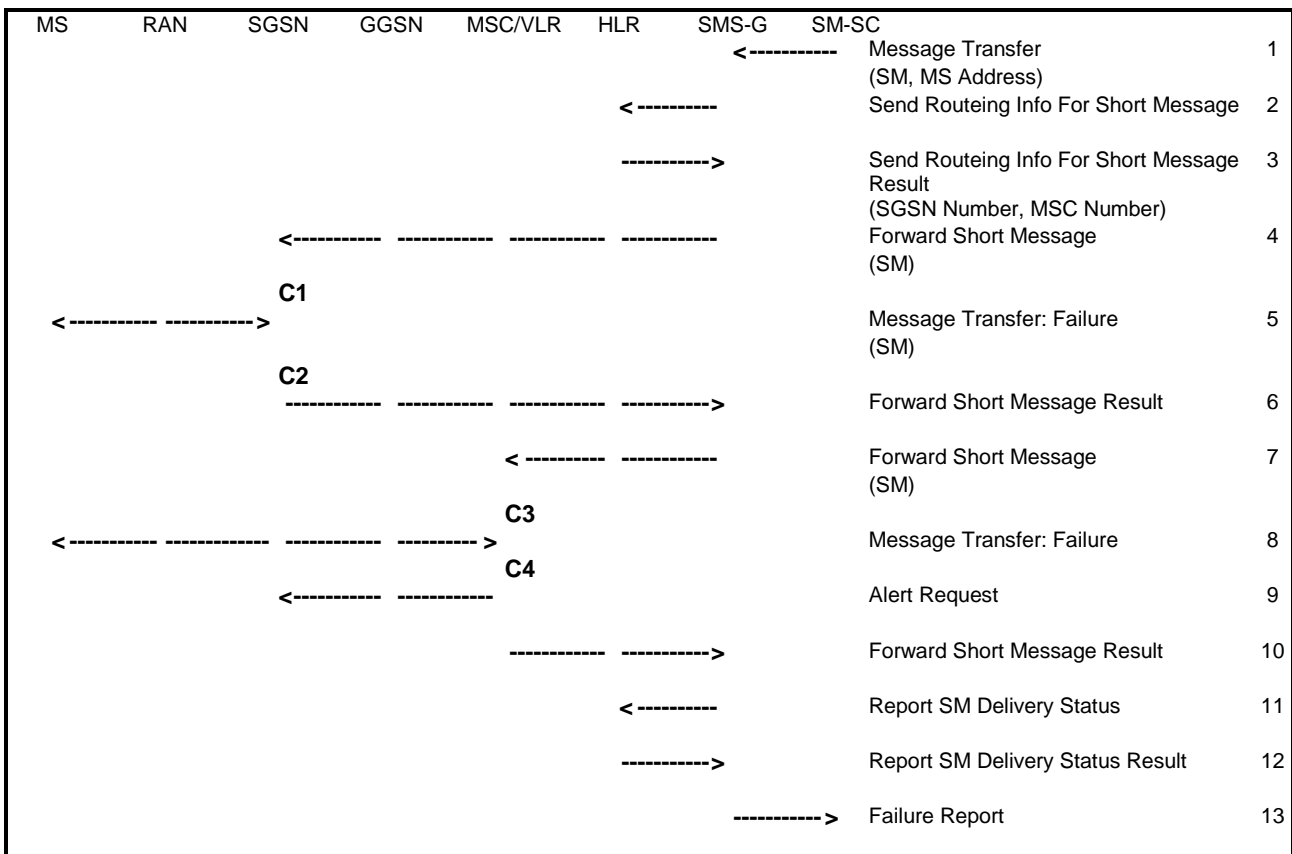 MS RAN SGSN GGSN MSC/VLR HLR SMS-G SM-SC
Message Transfer 1
(SM, MS Address)
Send Routeing Info For Short Message 2
Send Routeing Info For Short Message 3
Result
(SGSN Number, MSC Number)
Forward Short Message 4
(SM)
C1
Message Transfer: Failure 5
(SM)
C2
Forward Short Message Result 6
Forward Short Message 7
(SM)
C3
Message Transfer: Failure 8
C4
Alert Request 9
Forward Short Message Result 10
Report SM Delivery Status 11
Report SM Delivery Status Result 12
Failure Report 13